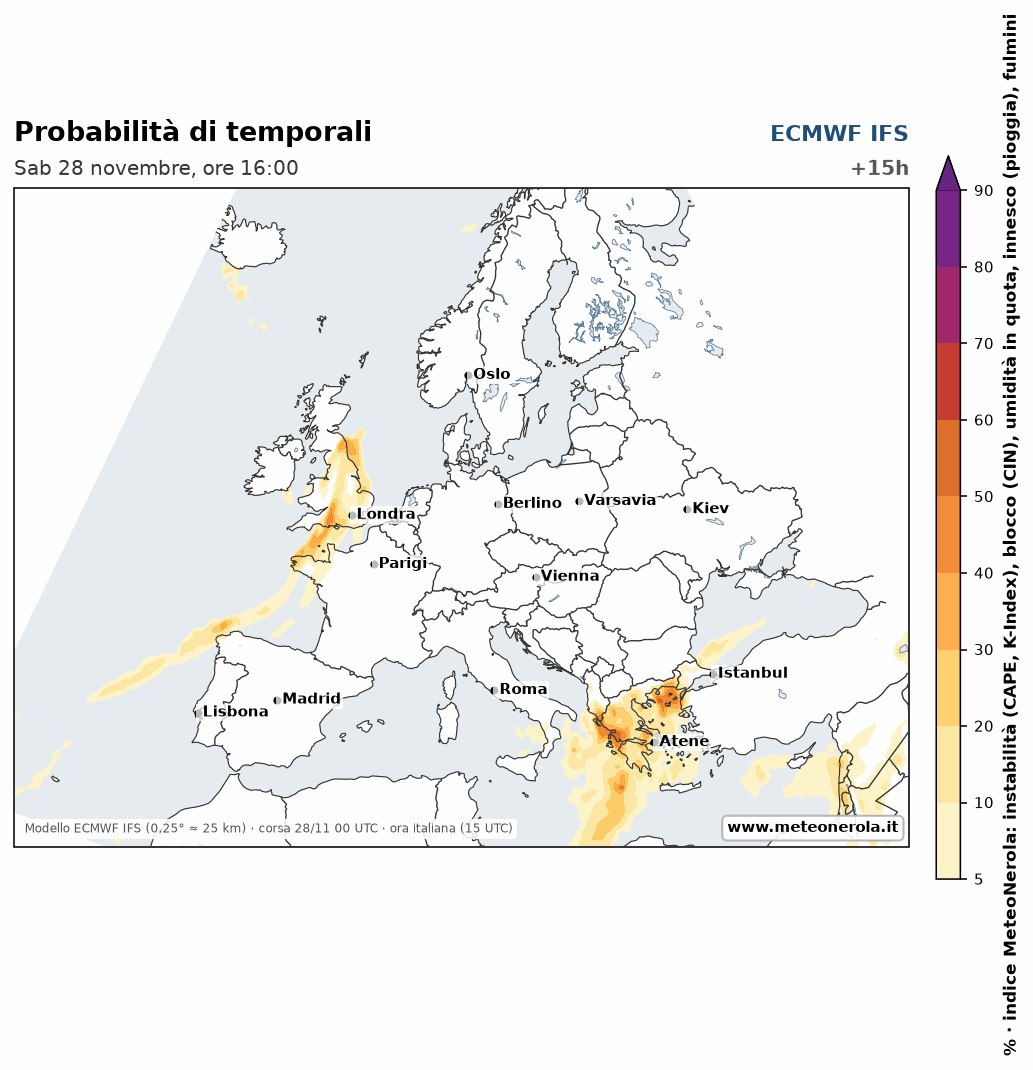 Probabilità di temporali
ECMWF IFS
Sab 28 novembre, ore 16:00
+15h
Oslo
Londra
Berlino
Varsavia
Kiev
Parigi
Vienna
Istanbul
Roma
Madrid
Lisbona
Atene
Modello ECMWF IFS (0,25° ≈ 25 km) · corsa 28/11 00 UTC · ora italiana (15 UTC)
www.meteonerola.it
90
80
70
60
50
40
30
20
10
5
% · indice MeteoNerola: instabilità (CAPE, K-Index), blocco (CIN), umidità in quota, innesco (pioggia), fulmini